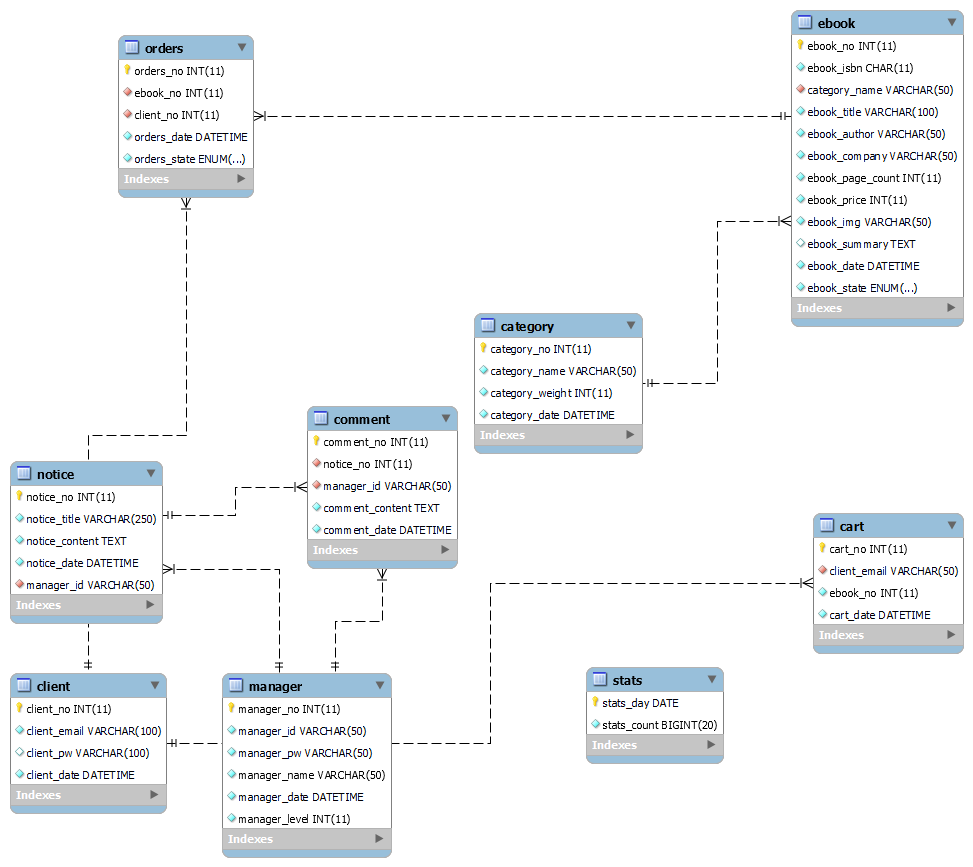 orders
orders_no INT(11)
ebook_no INT(11)
client_no INT(11)
orders_date DATETIME
orders_state ENUM(...)
Indexes
ebook
ebook_no INT(11)
ebook_isbn CHAR(11)
category_name VARCHAR(50)
ebook_title VARCHAR(100)
ebook_author VARCHAR(50)
ebook_company VARCHAR(50)
ebook_page_count INT(11)
ebook_price INT(11)
ebook_img VARCHAR(50)
ebook_summary TEXT
ebook_date DATETIME
ebook_state ENUM(...)
Indexes
category
category_no INT(11)
category_name VARCHAR(50)
category_weight INT(11)
category_date DATETIME
Indexes
comment
comment_no INT(11)
notice_no INT(11)
manager_id VARCHAR(50)
comment_content TEXT
comment_date DATETIME
Indexes
notice
notice_no INT(11)
notice_title VARCHAR(250)
notice_content TEXT
notice_date DATETIME
manager_id VARCHAR(50)
Indexes
cart
cart_no INT(11)
client_email VARCHAR(50)
ebook_no INT(11)
cart_date DATETIME
Indexes
client
client_no INT(11)
client_email VARCHAR(100)
client_pw VARCHAR(100)
client_date DATETIME
Indexes
manager
manager_no INT(11)
manager_id VARCHAR(50)
manager_pw VARCHAR(50)
manager_name VARCHAR(50)
manager_date DATETIME
manager_level INT(11)
Indexes
stats
stats_day DATE
stats_count BIGINT(20)
Indexes